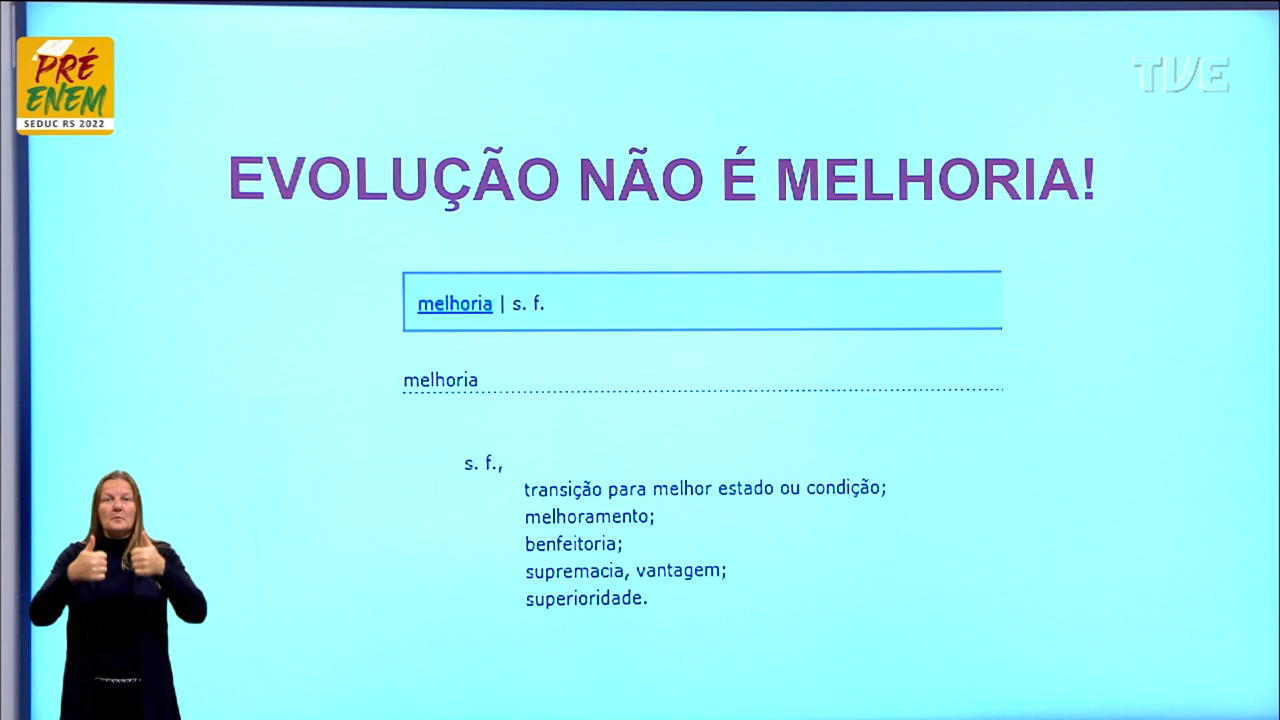 PRÉ
ENEM
SEDUC RS 2022
TVE
EVOLUÇÃO NÃO É MELHORIA!
melhoria | s. f.
melhoria
s. f.,
transição para melhor estado ou condição;
melhoramento;
benfeitoria;
supremacia, vantagem;
superioridade.